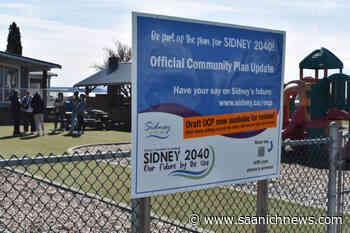 Be part of the plan for SIDNEY 2040!
Official Community Plan Update
Have your say on Sidney's future:
www.sidney.ca/ocp
Draft OCP now available for review!
Sidney
SIDNEY 2040
Our Future by the Sea
www.saanichnews.com